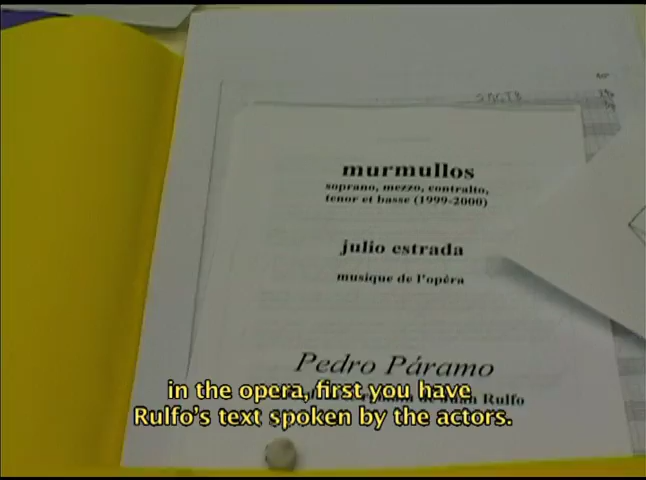 murmullos
soprano, mezzo, contralto,
tenor et basse (1999-2000)
julio estrada
musique de l'opéra
Pedro Páramo
Juan Rulfo
in the opera, first you have
Rulfo's text spoken by the actors.